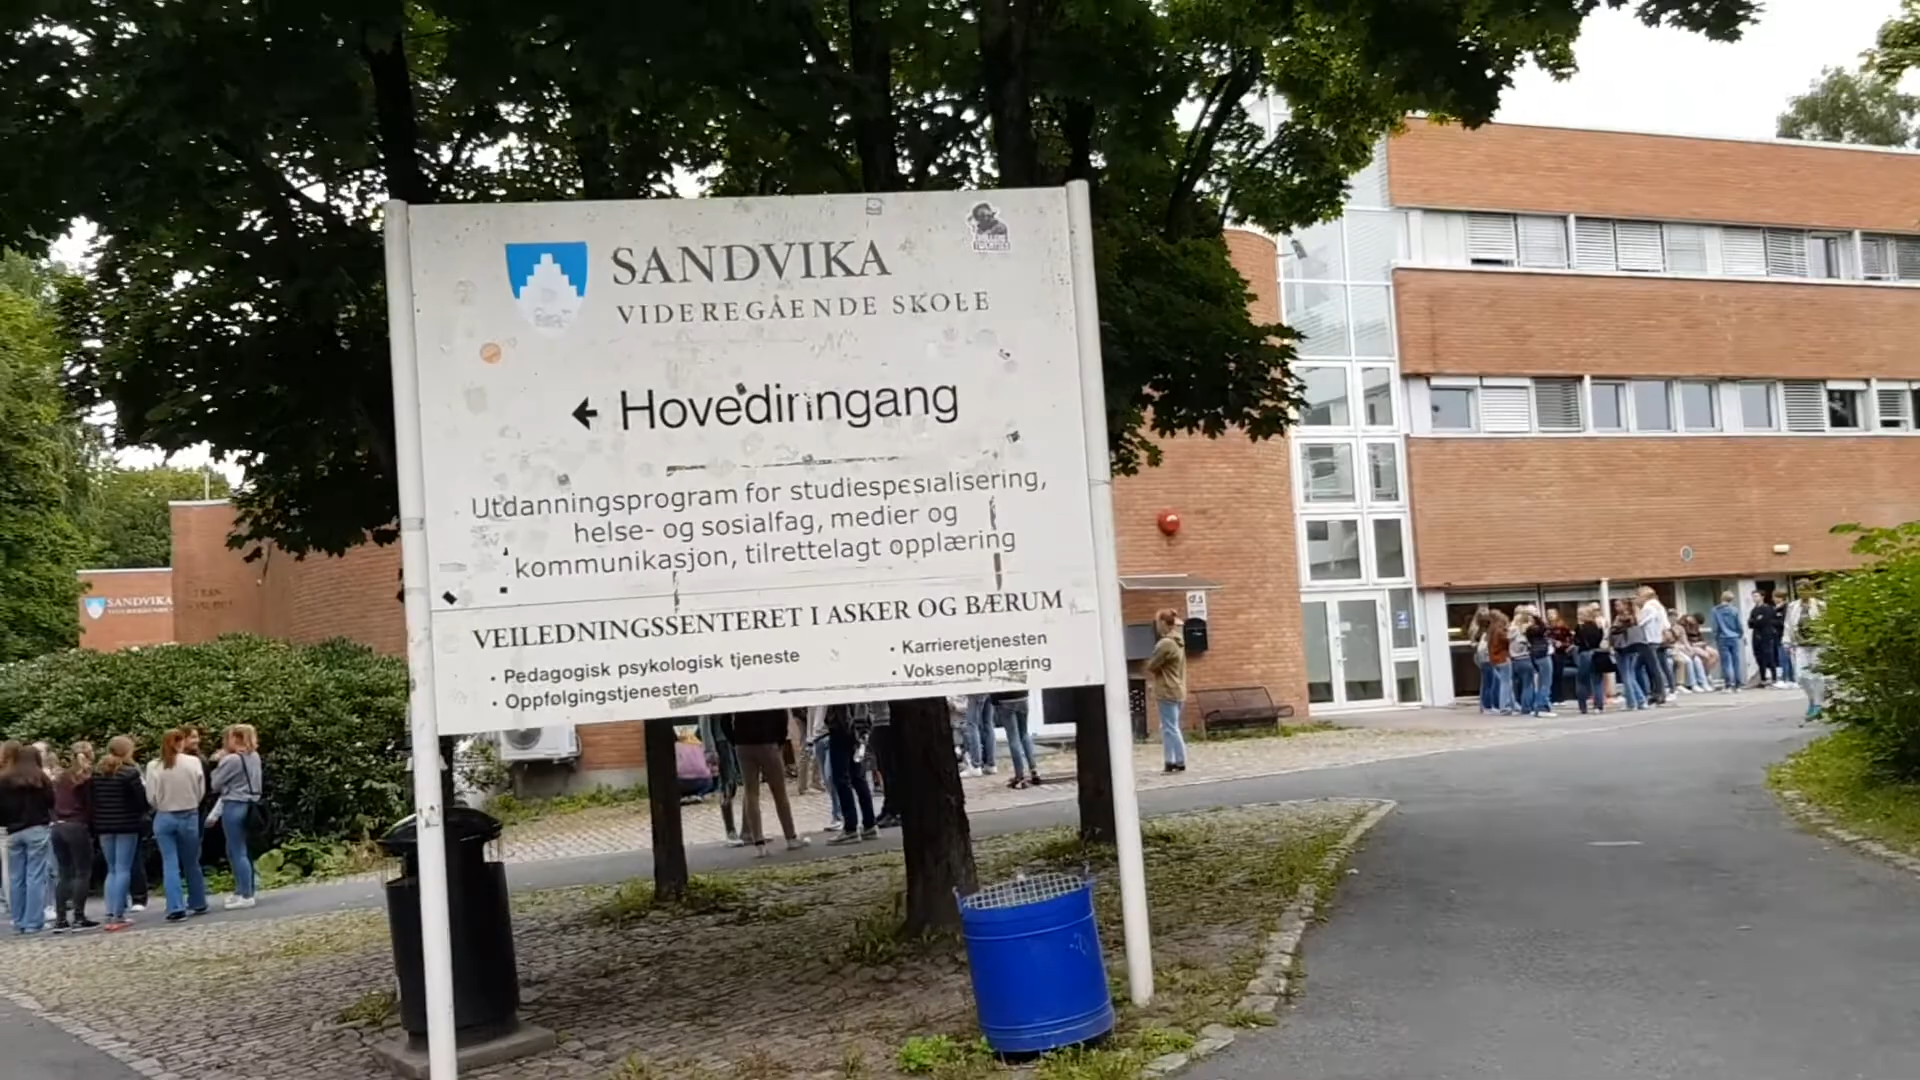 SANDVIKA
VIDEREGÅENDE SKOLE
Hovedinngang
Utdanningsprogram for studiespesialisering,
helse- og sosialfag, medier og
kommunikasjon, tilrettelagt opplæring
VEILEDNINGSSENTERET I ASKER OG BÆRUM
• Pedagogisk psykologisk tjeneste
• Oppfølgingstjenesten
• Karrieretjenesten
• Voksenopplæring
SANDVIKA